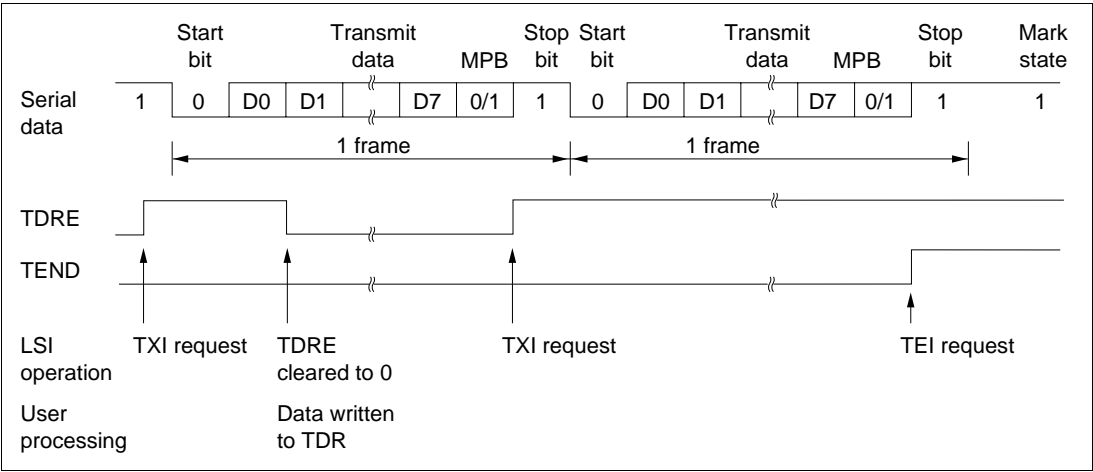 Start bit Transmit data MPB Stop bit Start bit Transmit data MPB Stop bit Mark state
Serial data 1 0 D0 D1 D7 0/1 1 0 D0 D1 D7 0/1 1 1
1 frame 1 frame
TDRE
TEND
LSI operation TXI request TDRE cleared to 0 TXI request TEI request
User processing Data written to TDR